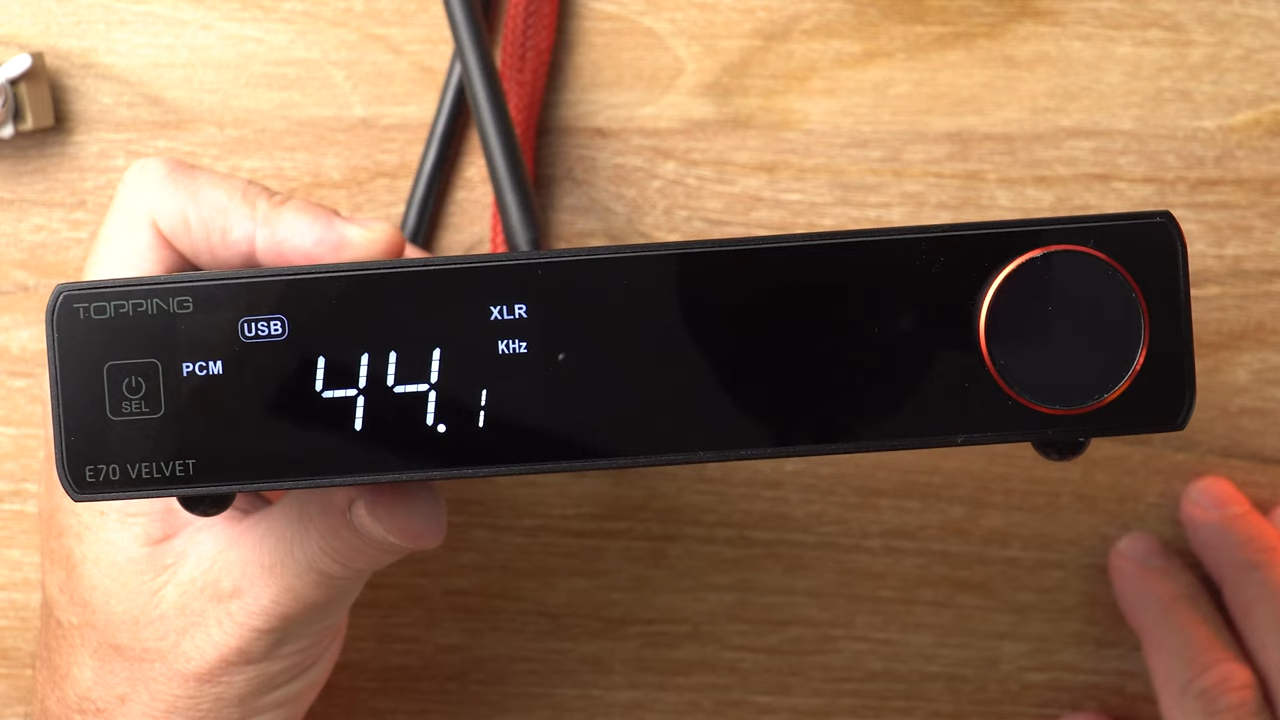 TOPPING
USB
XLR
PCM
KHz
44.1
SEL
E70 VELVET